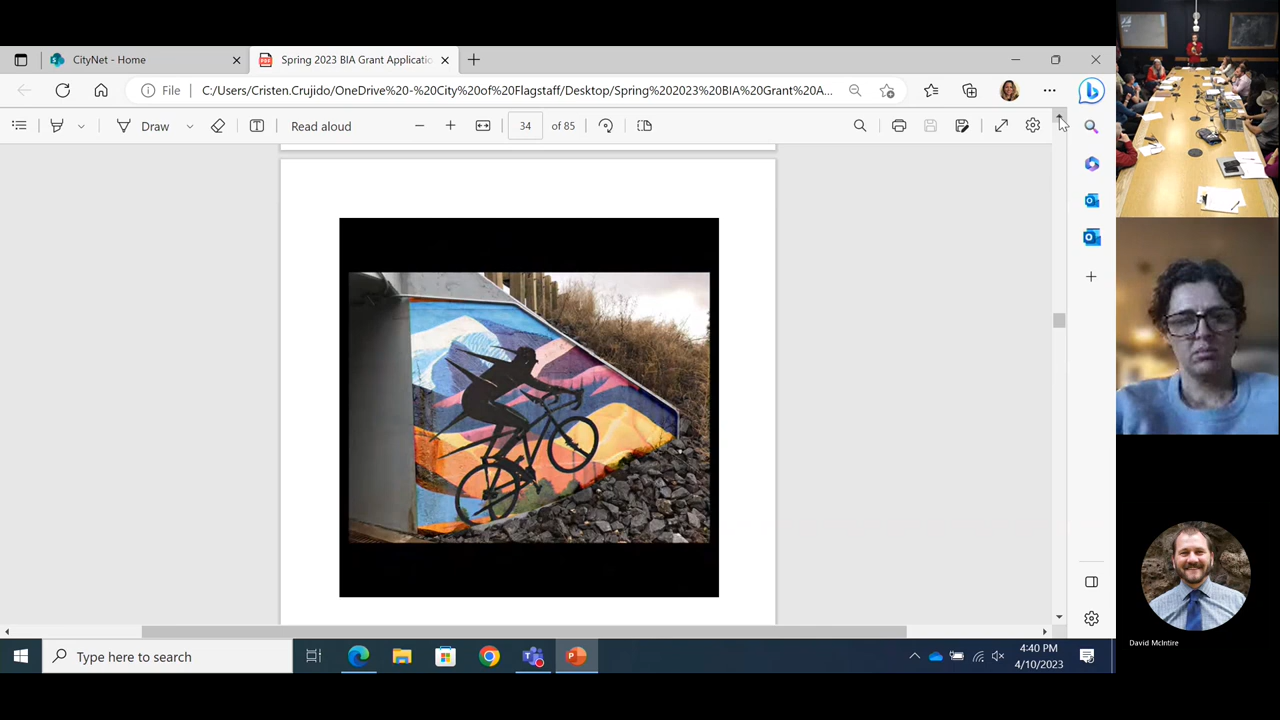 CityNet - Home
Spring 2023 BIA Grant Applicatio
File
C:/Users/Cristen.Crujido/OneDrive%20-%20City%20of%20Flagstaff/Desktop/Spring%202023%20BIA%20Grant%20A...
Draw
Read aloud
34 of 85
David McIntire
Type here to search
4:40 PM
4/10/2023